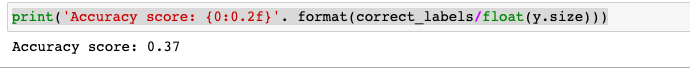 print('Accuracy score: {0:0.2f}'. format(correct_labels/float(y.size)))
Accuracy score: 0.37